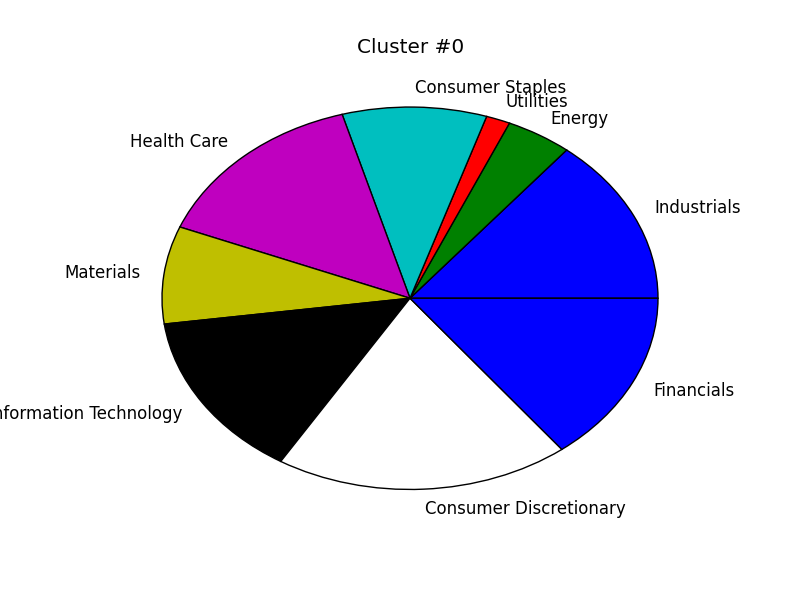 Cluster #0
Consumer Staples
Utilities
Energy
Health Care
Industrials
Materials
Financials
nformation Technology
Consumer Discretionary